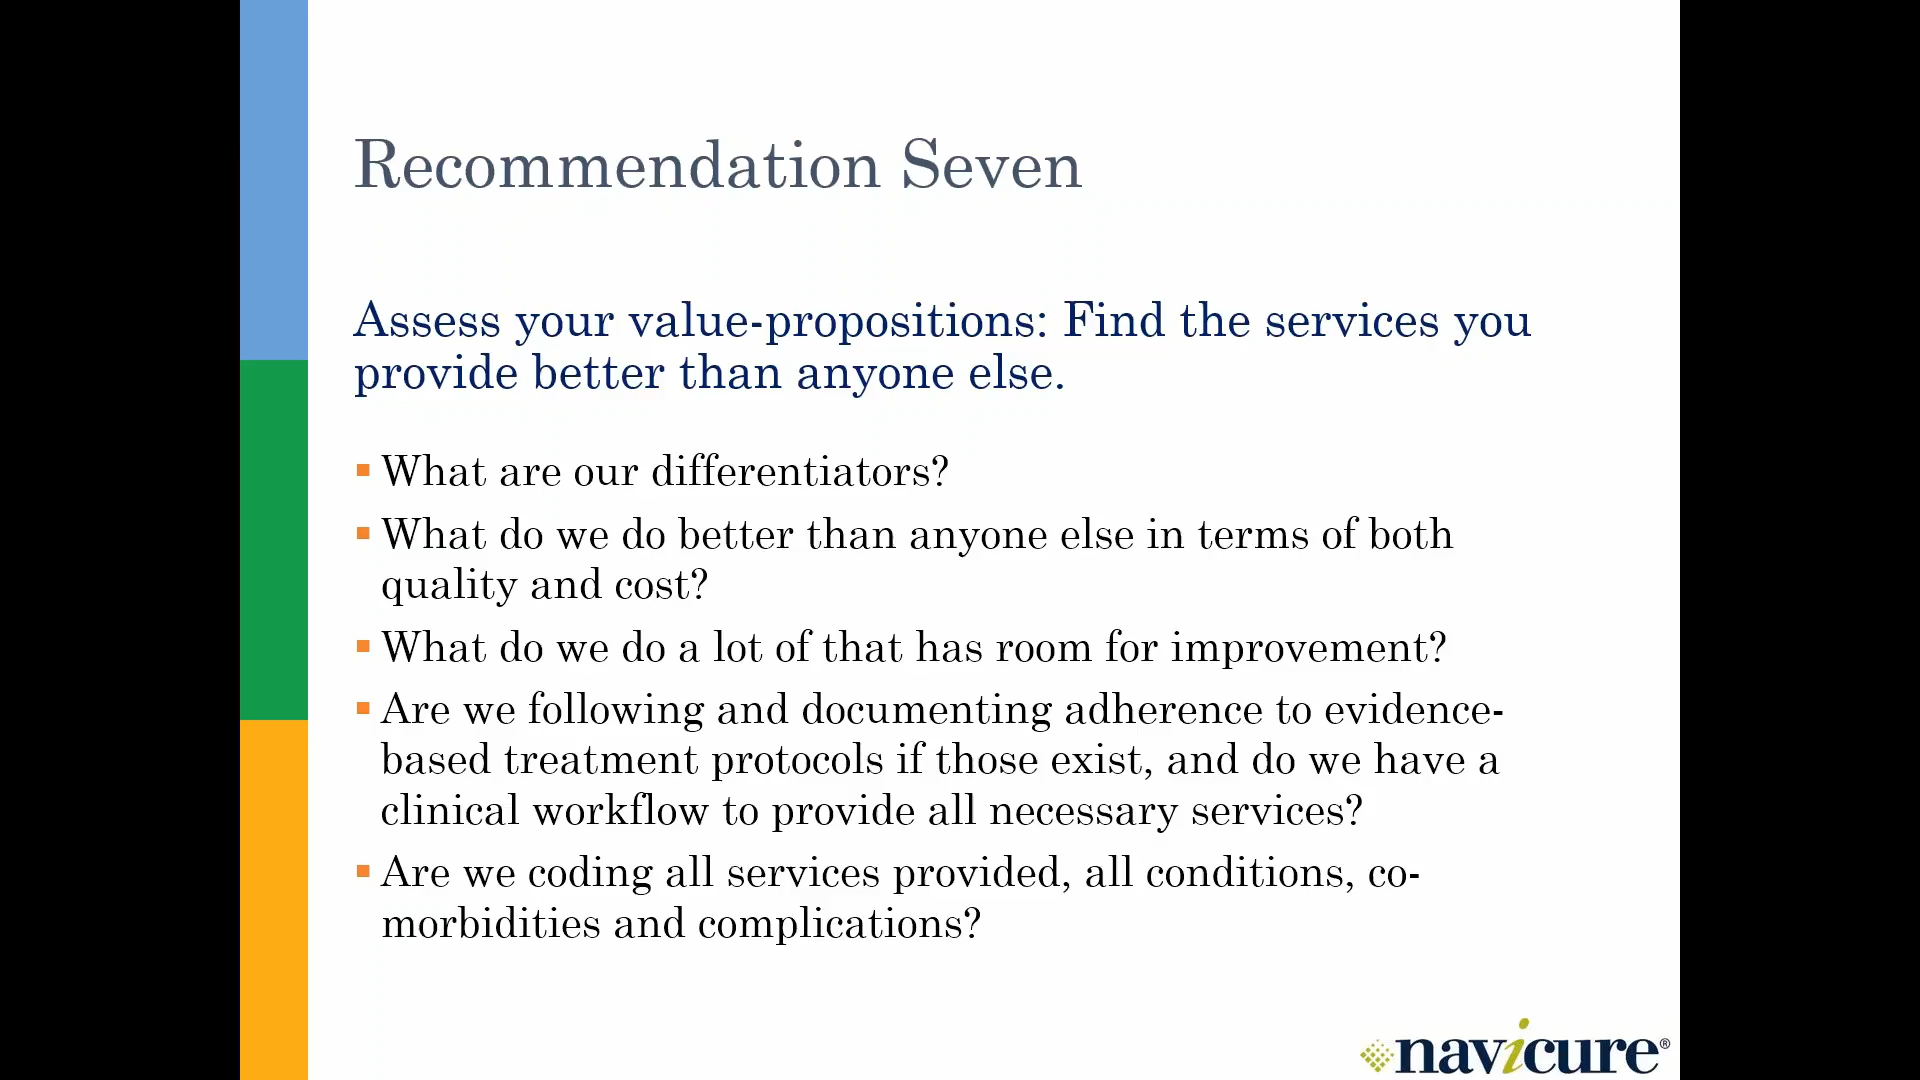 Recommendation Seven
Assess your value-propositions: Find the services you
provide better than anyone else.
What are our differentiators?
What do we do better than anyone else in terms of both
quality and cost?
What do we do a lot of that has room for improvement?
Are we following and documenting adherence to evidence-
based treatment protocols if those exist, and do we have a
clinical workflow to provide all necessary services?
Are we coding all services provided, all conditions, co-
morbidities and complications?
navicure®